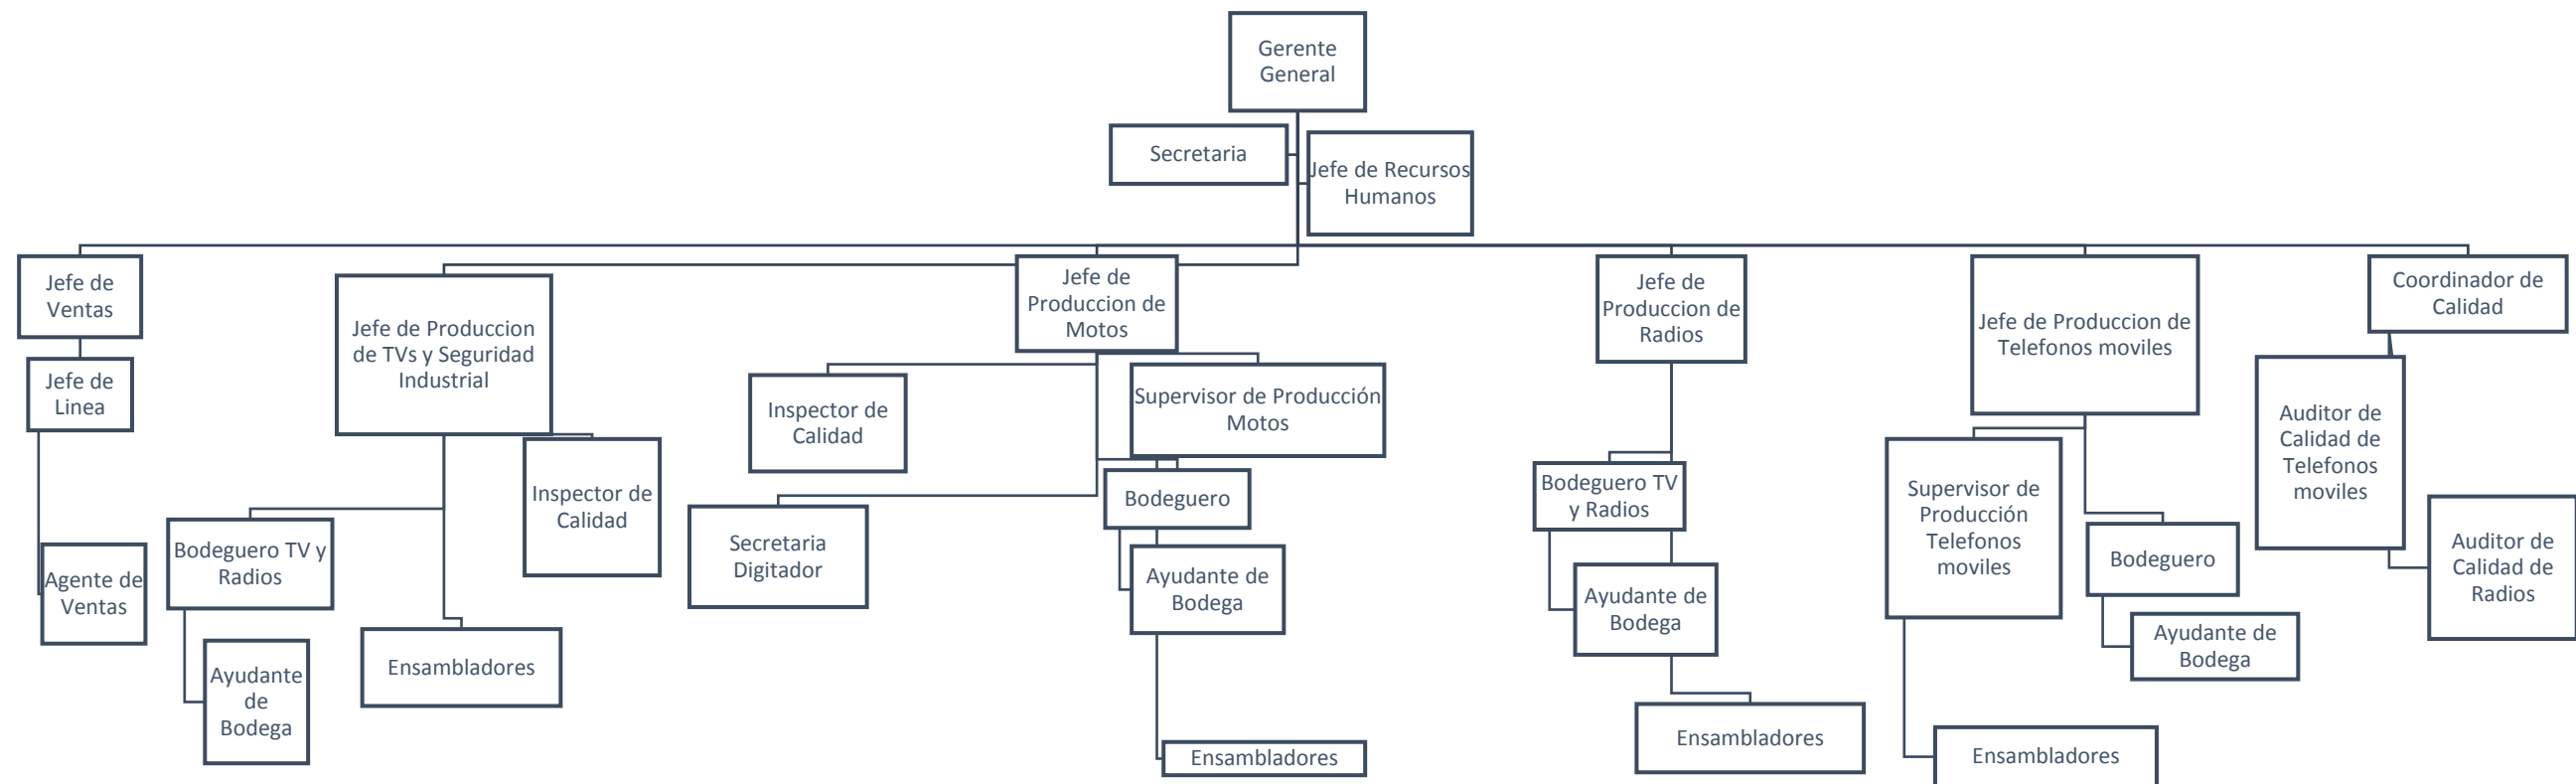 Gerente
General
Secretaria
Jefe de Recursos
Humanos
Jefe de
Ventas
Jefe de
Linea
Agente de
Ventas
Jefe de Produccion
de TVs y Seguridad
Industrial
Bodeguero TV y
Radios
Ayudante
de
Bodega
Ensambladores
Inspector de
Calidad
Jefe de
Produccion de
Motos
Inspector de
Calidad
Supervisor de Producción
Motos
Secretaria
Digitador
Bodeguero
Ayudante de
Bodega
Ensambladores
Jefe de
Produccion de
Radios
Bodeguero TV
y Radios
Ayudante de
Bodega
Ensambladores
Jefe de Produccion de
Telefonos moviles
Supervisor de
Producción
Telefonos
moviles
Bodeguero
Ayudante de
Bodega
Ensambladores
Coordinador de
Calidad
Auditor de
Calidad de
Telefonos
moviles
Auditor de
Calidad de
Radios